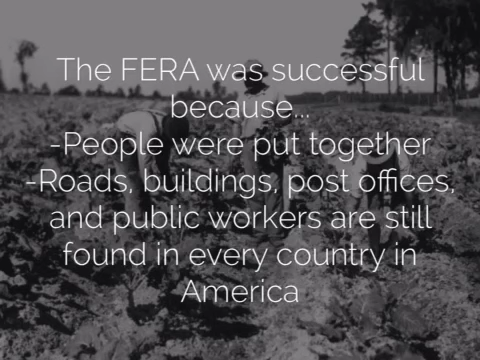 The FERA was successful
because...
-People were put together
-Roads, buildings, post offices,
and public workers are still
found in every country in
America